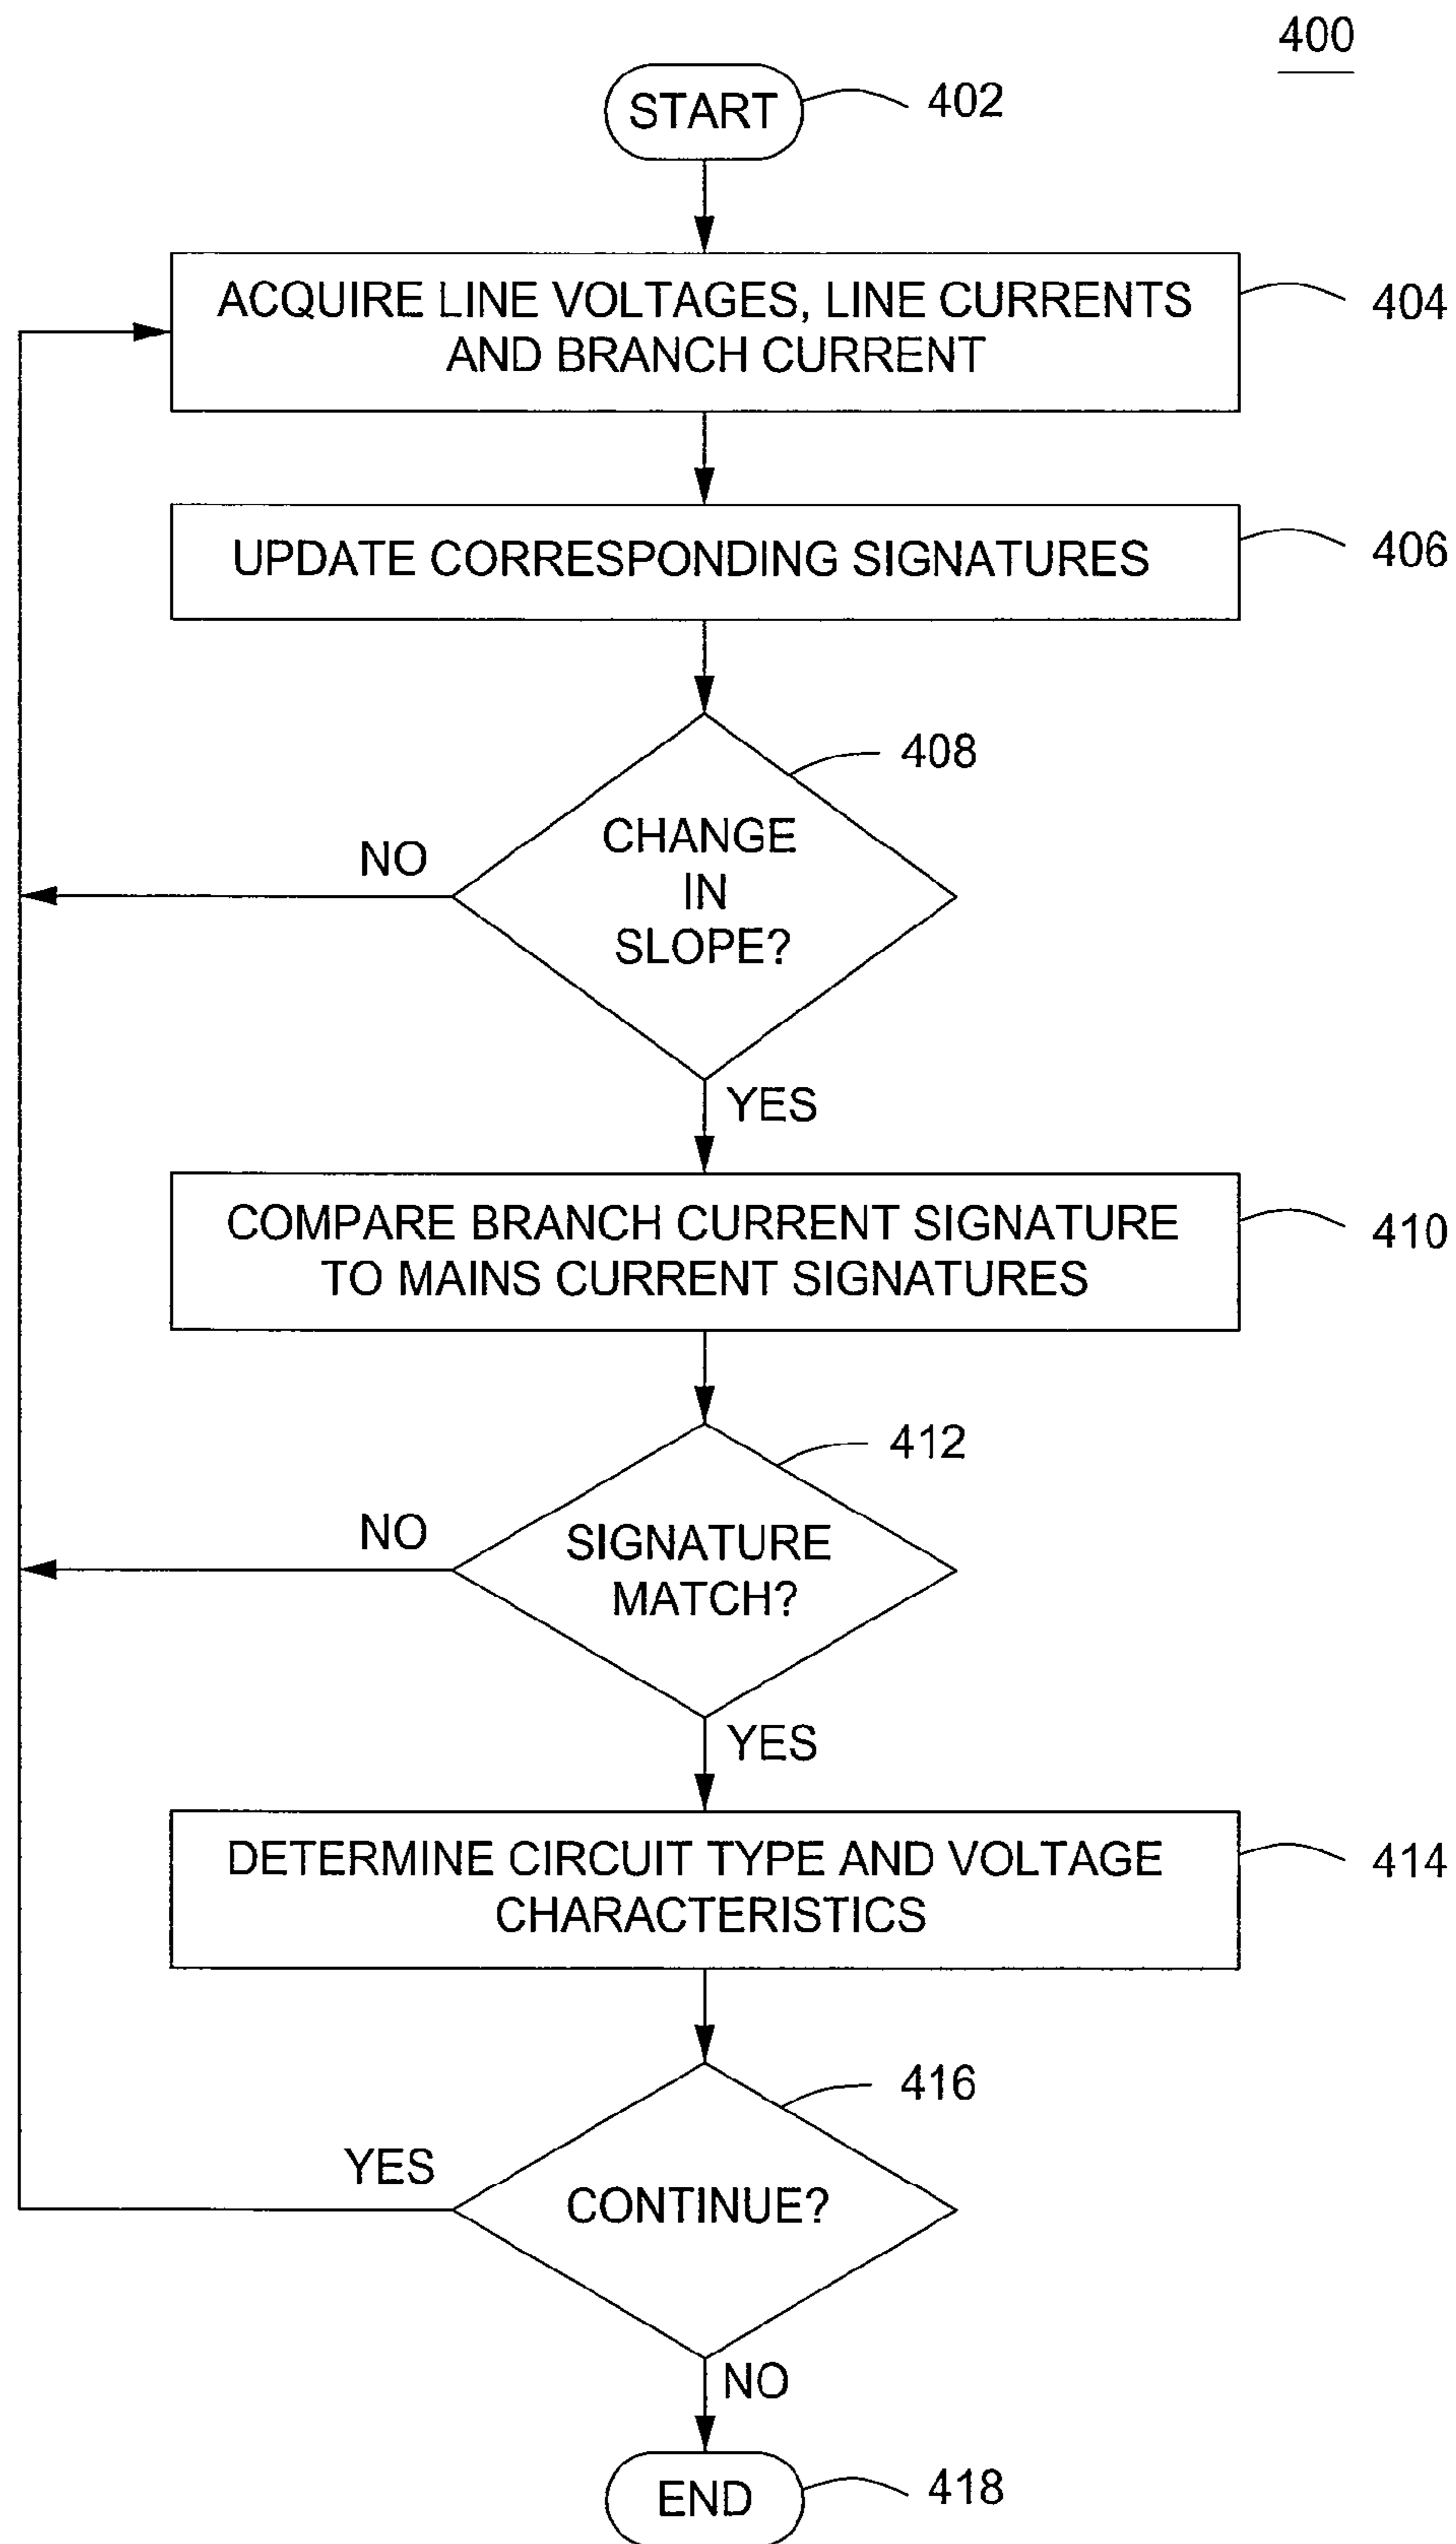 400
START
402
ACQUIRE LINE VOLTAGES, LINE CURRENTS
AND BRANCH CURRENT
404
UPDATE CORRESPONDING SIGNATURES
406
408
CHANGE
IN
SLOPE?
NO
YES
COMPARE BRANCH CURRENT SIGNATURE
TO MAINS CURRENT SIGNATURES
410
412
SIGNATURE
MATCH?
NO
YES
DETERMINE CIRCUIT TYPE AND VOLTAGE
CHARACTERISTICS
414
416
YES
CONTINUE?
NO
END
418